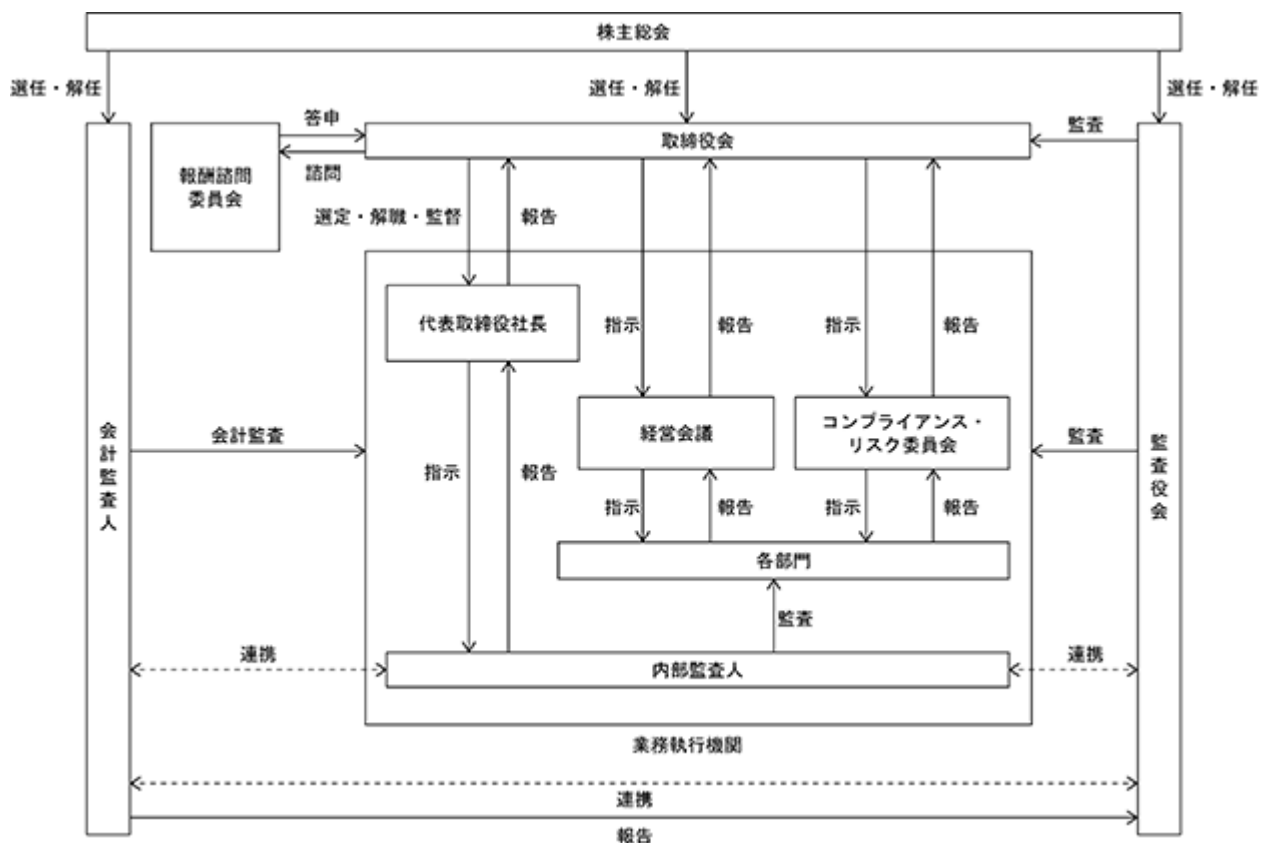 株主総会
選任・解任
選任・解任
選任・解任
答申
取締役会
監査
報酬諮問
委員会
諮問
選定・解職・監督
報告
代表取締役社長
指示
報告
指示
報告
会計監査人
会計監査
経営会議
コンプライアンス・
リスク委員会
監査
監査役会
指示
報告
指示
報告
指示
報告
各部門
監査
連携
内部監査人
連携
業務執行機関
連携
報告